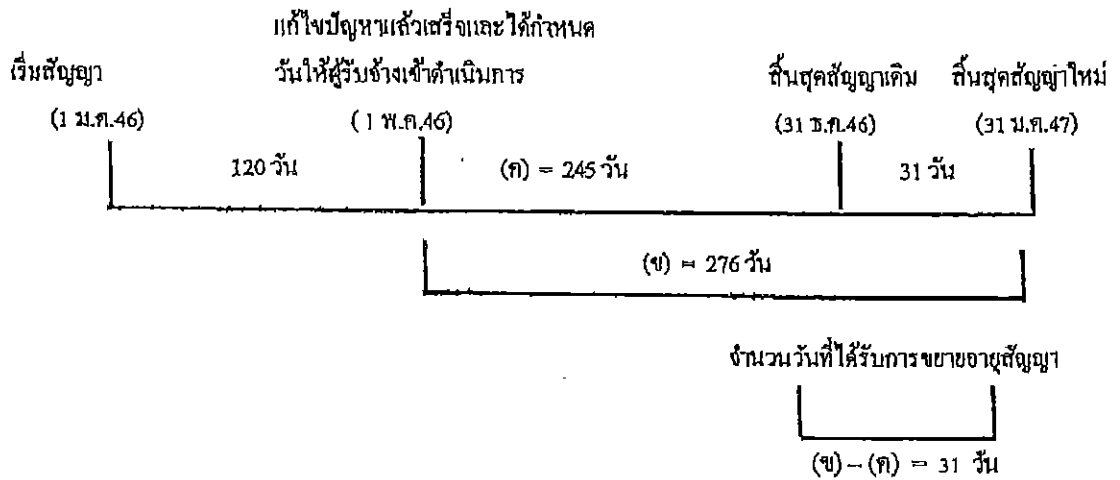 แก้ไขปัญหาแล้วเสร็จและได้กำหนด
เริ่มสัญญา วันให้ผู้รับจ้างเข้าดำเนินการ สิ้นสุดสัญญาเดิม สิ้นสุดสัญญาใหม่
(1 ม.ค.46) (1 พ.ค.46) (31 ธ.ค.46) (31 ม.ค.47)
120 วัน (ค) = 245 วัน 31 วัน
(ข) = 276 วัน
จำนวนวันที่ได้รับการขยายอายุสัญญา
(ข) – (ค) = 31 วัน